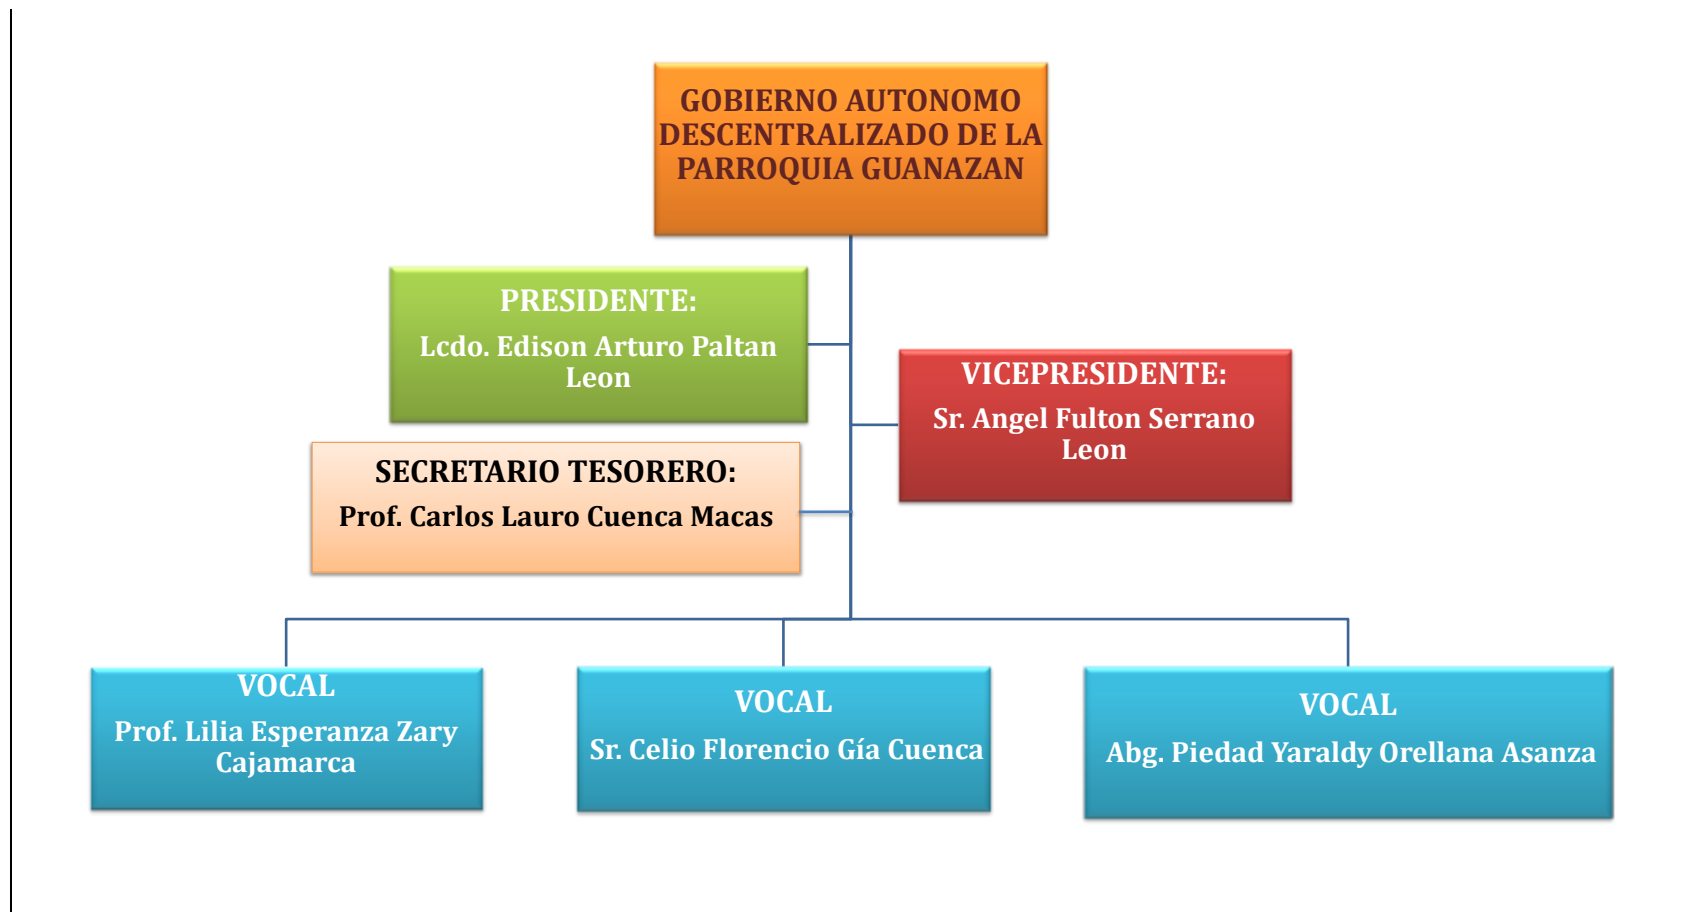 GOBIERNO AUTONOMO
DESCENTRALIZADO DE LA
PARROQUIA GUANAZAN
PRESIDENTE:
Lcdo. Edison Arturo Paltan
Leon
VICEPRESIDENTE:
Sr. Angel Fulton Serrano
Leon
SECRETARIO TESORERO:
Prof. Carlos Lauro Cuenca Macas
VOCAL
Prof. Lilia Esperanza Zary
Cajamarca
VOCAL
Sr. Celio Florencio Gía Cuenca
VOCAL
Abg. Piedad Yaraldy Orellana Asanza